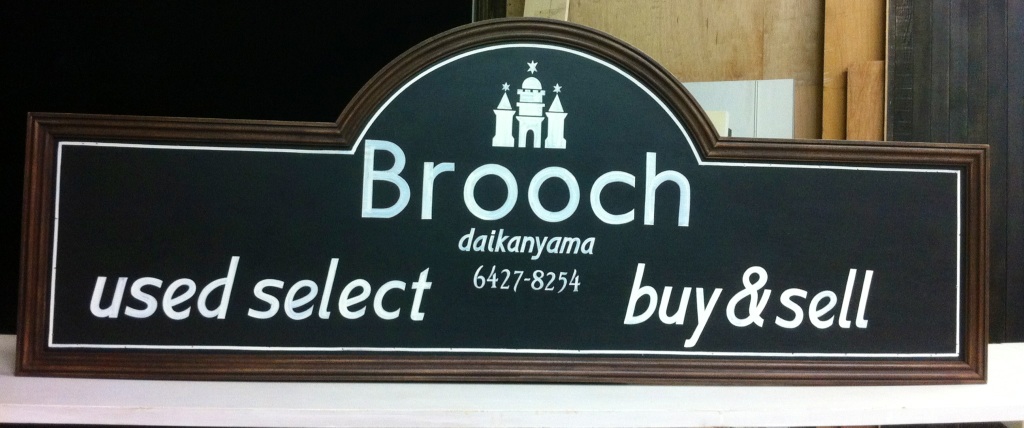 Brooch
daikanyama
6427-8254
used select
buy&sell